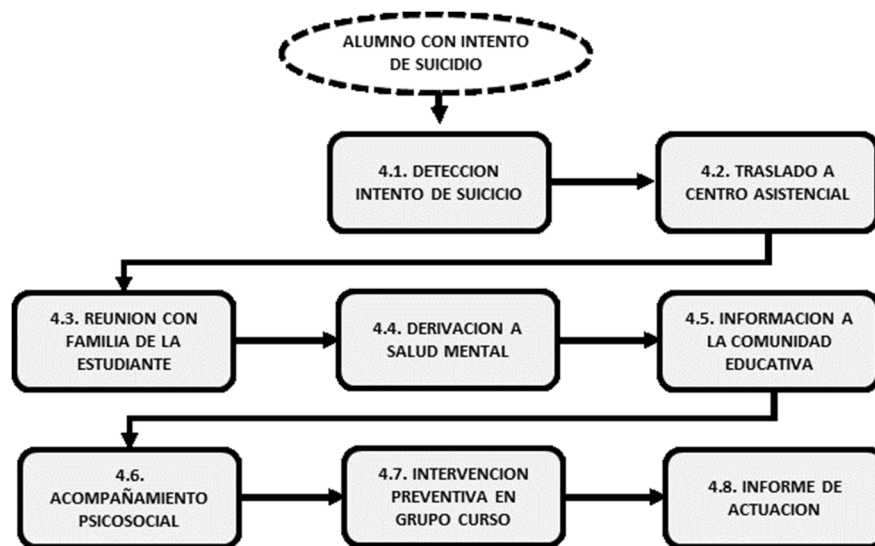 ALUMNO CON INTENTO
DE SUICIDIO
4.1. DETECCION
INTENTO DE SUICICIO
4.2. TRASLADO A
CENTRO ASISTENCIAL
4.3. REUNION CON
FAMILIA DE LA
ESTUDIANTE
4.4. DERIVACION A
SALUD MENTAL
4.5. INFORMACION A
LA COMUNIDAD
EDUCATIVA
4.6.
ACOMPAÑAMIENTO
PSICOSOCIAL
4.7. INTERVENCION
PREVENTIVA EN
GRUPO CURSO
4.8. INFORME DE
ACTUACION